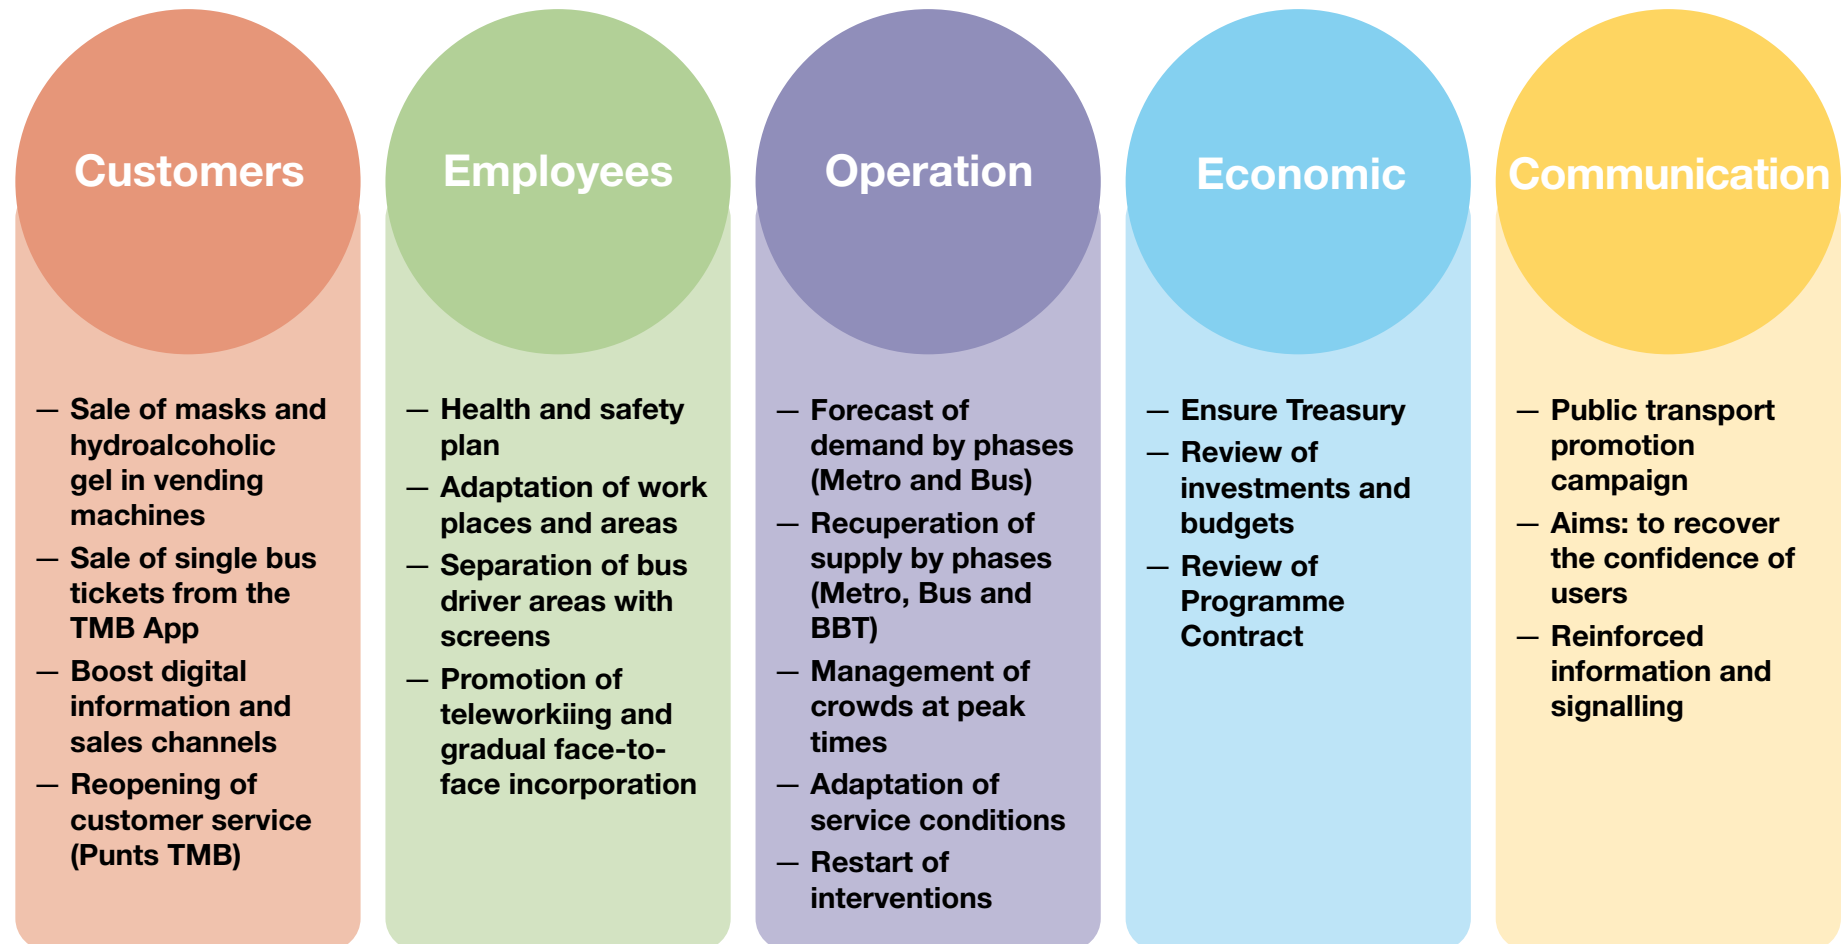 Customers
— Sale of masks and
hydroalcoholic
gel in vending
machines
— Sale of single bus
tickets from the
TMB App
— Boost digital
information and
sales channels
— Reopening of
customer service
(Punts TMB)
Employees
— Health and safety
plan
— Adaptation of work
places and areas
— Separation of bus
driver areas with
screens
— Promotion of
teleworkiing and
gradual face-to-
face incorporation
Operation
— Forecast of
demand by phases
(Metro and Bus)
— Recuperation of
supply by phases
(Metro, Bus and
BBT)
— Management of
crowds at peak
times
— Adaptation of
service conditions
— Restart of
interventions
Economic
— Ensure Treasury
— Review of
investments and
budgets
— Review of
Programme
Contract
Communication
— Public transport
promotion
campaign
— Aims: to recover
the confidence of
users
— Reinforced
information and
signalling